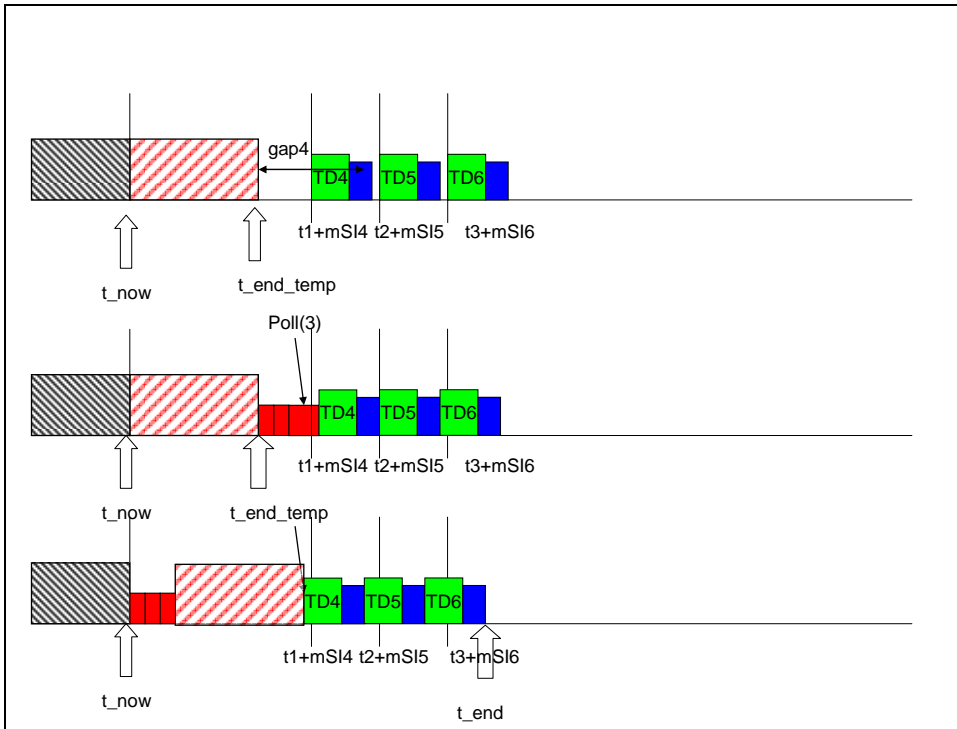 gap4
TD4 TD5 TD6
t1+mSI4 t2+mSI5 t3+mSI6
t_now t_end_temp
Poll(3)
TD4 TD5 TD6
t1+mSI4 t2+mSI5 t3+mSI6
t_now t_end_temp
TD4 TD5 TD6
t1+mSI4 t2+mSI5 t3+mSI6
t_now
t_end